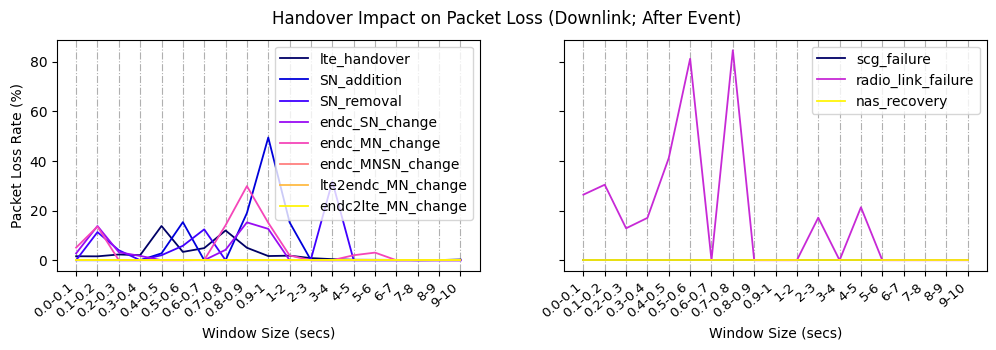 Handover Impact on Packet Loss (Downlink; After Event)
Packet Loss Rate (%)
80
60
40
20
0
lte_handover
SN_addition
SN_removal
endc_SN_change
endc_MN_change
endc_MNSN_change
lte2endc_MN_change
endc2lte_MN_change
0.0-0.1
0.1-0.2
0.2-0.3
0.3-0.4
0.4-0.5
0.5-0.6
0.6-0.7
0.7-0.8
0.8-0.9
0.9-1
1-2
2-3
3-4
4-5
5-6
6-7
7-8
8-9
9-10
Window Size (secs)
scg_failure
radio_link_failure
nas_recovery
0.0-0.1
0.1-0.2
0.2-0.3
0.3-0.4
0.4-0.5
0.5-0.6
0.6-0.7
0.7-0.8
0.8-0.9
0.9-1
1-2
2-3
3-4
4-5
5-6
6-7
7-8
8-9
9-10
Window Size (secs)